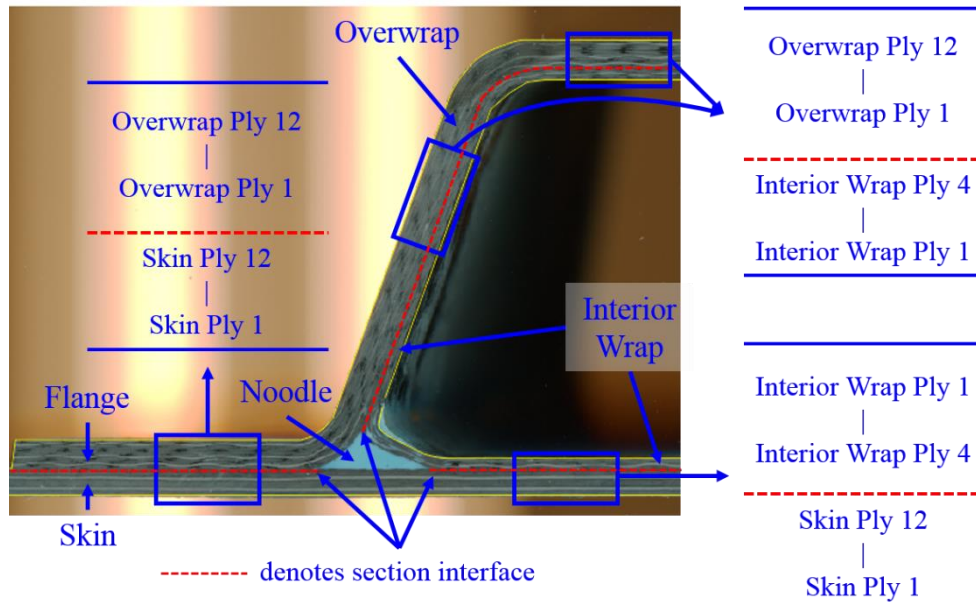 Overwrap
Overwrap Ply 12
|
Overwrap Ply 1
Skin Ply 12
|
Skin Ply 1
Flange
Noodle
Skin
Interior
Wrap
denotes section interface
Overwrap Ply 12
|
Overwrap Ply 1
Interior Wrap Ply 4
|
Interior Wrap Ply 1
Interior Wrap Ply 1
|
Interior Wrap Ply 4
Skin Ply 12
|
Skin Ply 1